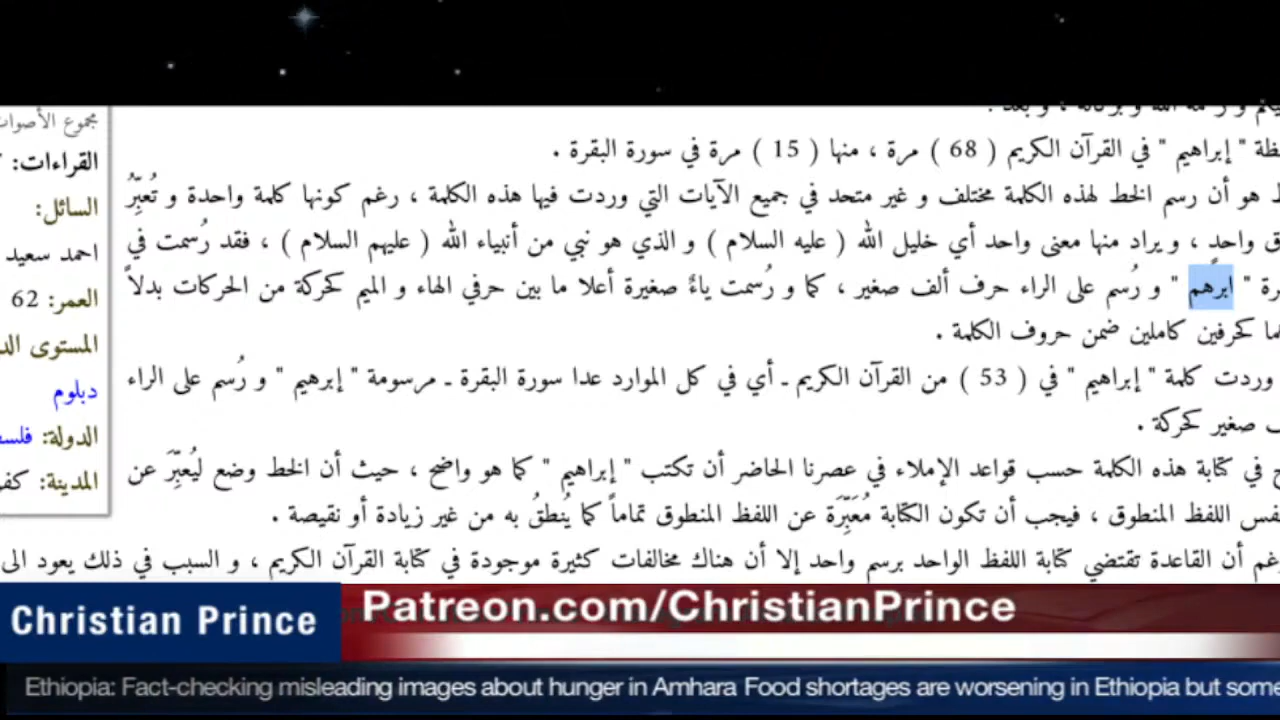 مجموع الأصوات
القراءات:
السائل:
احمد سعيد
العمر: 62
دبلوم
الدولة:
المدينة:
" إبراهيم " في القرآن الكريم ( 68 ) مرة ، منها ( 15 ) مرة في سورة البقرة .
هو أن رسم الخط لهذه الكلمة مختلف و غير متحد في جميع الآيات التي وردت فيها هذه الكلمة ، رغم كونها كلمة واحدة و تُعبِّرُ
واحدٍ ، و يراد منها معنى واحد أي خليل الله ( عليه السلام ) و الذي هو نبي من أنبياء الله ( عليهم السلام ) ، فقد رُسمت في
" ابرهم " و رُسم على الراء حرف ألف صغير ، كما و رُسمت ياءٌ صغيرة أعلا ما بين حرفي الهاء و الميم كحركة من الحركات بدلاً
كحرفين كاملين ضمن حروف الكلمة .
وردت كلمة " إبراهيم " في ( 53 ) من القرآن الكريم ـ أي في كل الموارد عدا سورة البقرة ـ مرسومة " إبرهيم " و رُسم على الراء
صغير كحركة .
في كتابة هذه الكلمة حسب قواعد الإملاء في عصرنا الحاضر أن تكتب " إبراهيم " كما هو واضح ، حيث أن الخط وضع ليُعبِّرَ عن
اللفظ المنطوق ، فيجب أن تكون الكتابة مُعَبِّرَة عن اللفظ المنطوق تماماً كما يُنطقُ به من غير زيادة أو نقيصة .
أن القاعدة تقتضي كتابة اللفظ الواحد برسم واحد إلا أن هناك مخالفات كثيرة موجودة في كتابة القرآن الكريم ، و السبب في ذلك يعود الى
Christian Prince
Patreon.com/ChristianPrince
Ethiopia: Fact-checking misleading images about hunger in Amhara Food shortages are worsening in Ethiopia but some